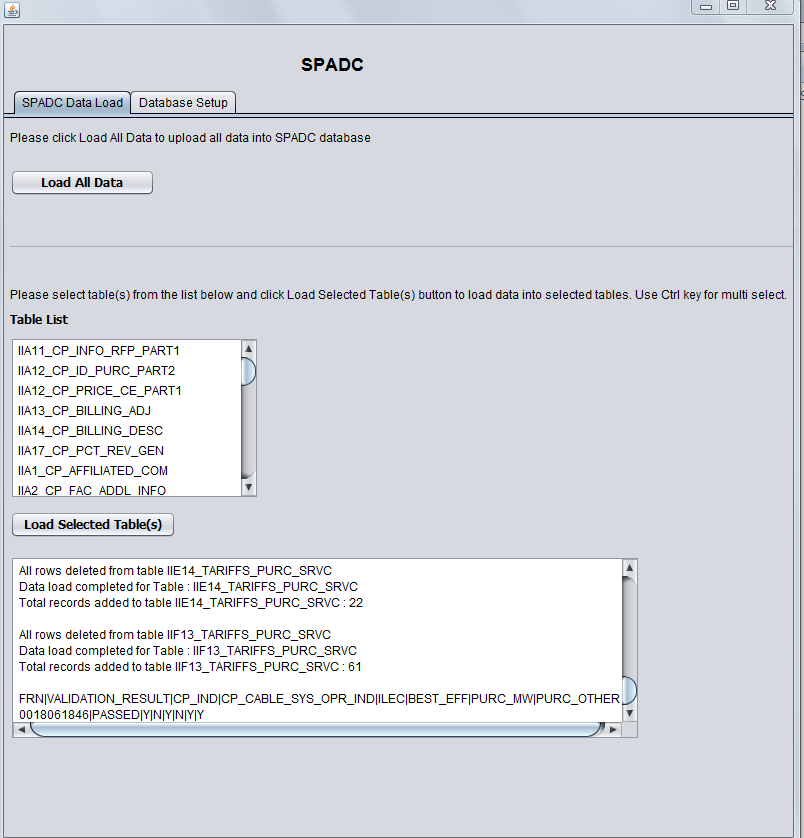 SPADC
SPADC Data Load
Database Setup
Please click Load All Data to upload all data into SPADC database
Load All Data
Please select table(s) from the list below and click Load Selected Table(s) button to load data into selected tables. Use Ctrl key for multi select.
Table List
IIA11_CP_INFO_RFP_PART1
IIA12_CP_ID_PURC_PART2
IIA12_CP_PRICE_CE_PART1
IIA13_CP_BILLING_ADJ
IIA14_CP_BILLING_DESC
IIA17_CP_PCT_REV_GEN
IIA1_CP_AFFILIATED_COM
IIA2_CP_FAC_ADDL_INFO
Load Selected Table(s)
All rows deleted from table IIE14_TARIFFS_PURC_SRVC
Data load completed for Table : IIE14_TARIFFS_PURC_SRVC
Total records added to table IIE14_TARIFFS_PURC_SRVC : 22
All rows deleted from table IIF13_TARIFFS_PURC_SRVC
Data load completed for Table : IIF13_TARIFFS_PURC_SRVC
Total records added to table IIF13_TARIFFS_PURC_SRVC : 61
FRN|VALIDATION_RESULT|CP_IND|CP_CABLE_SYS_OPR_IND|ILEC|BEST_EFF|PURC_MW|PURC_OTHER
0018061846|PASSED|Y|N|Y|N|Y|Y